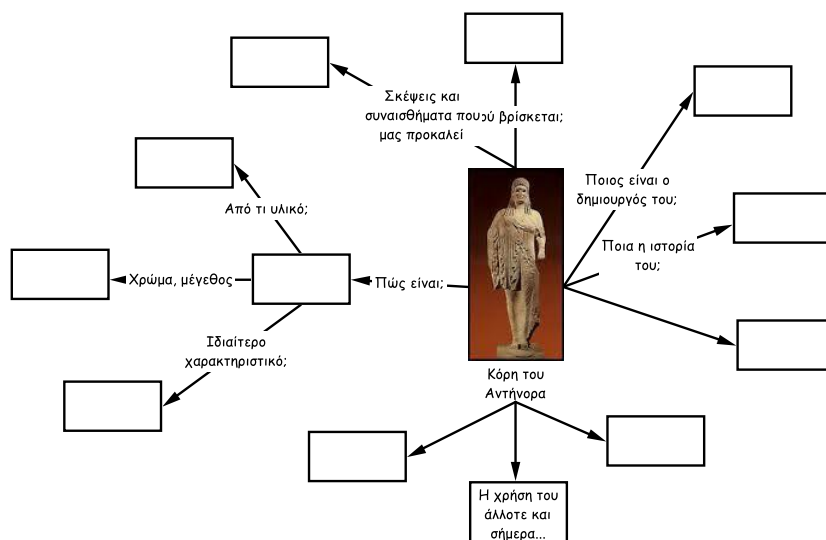 Σκέψεις και
συναισθήματα που
μας προκαλεί
βρίσκεται;
Ποιος είναι ο
δημιουργός του;
Από τι υλικό;
Ποια η ιστορία
του;
Χρώμα, μέγεθος
Πώς είναι;
Ιδιαίτερο
χαρακτηριστικό;
Κόρη του
Αντήνορα
Η χρήση του
άλλοτε και
σήμερα...